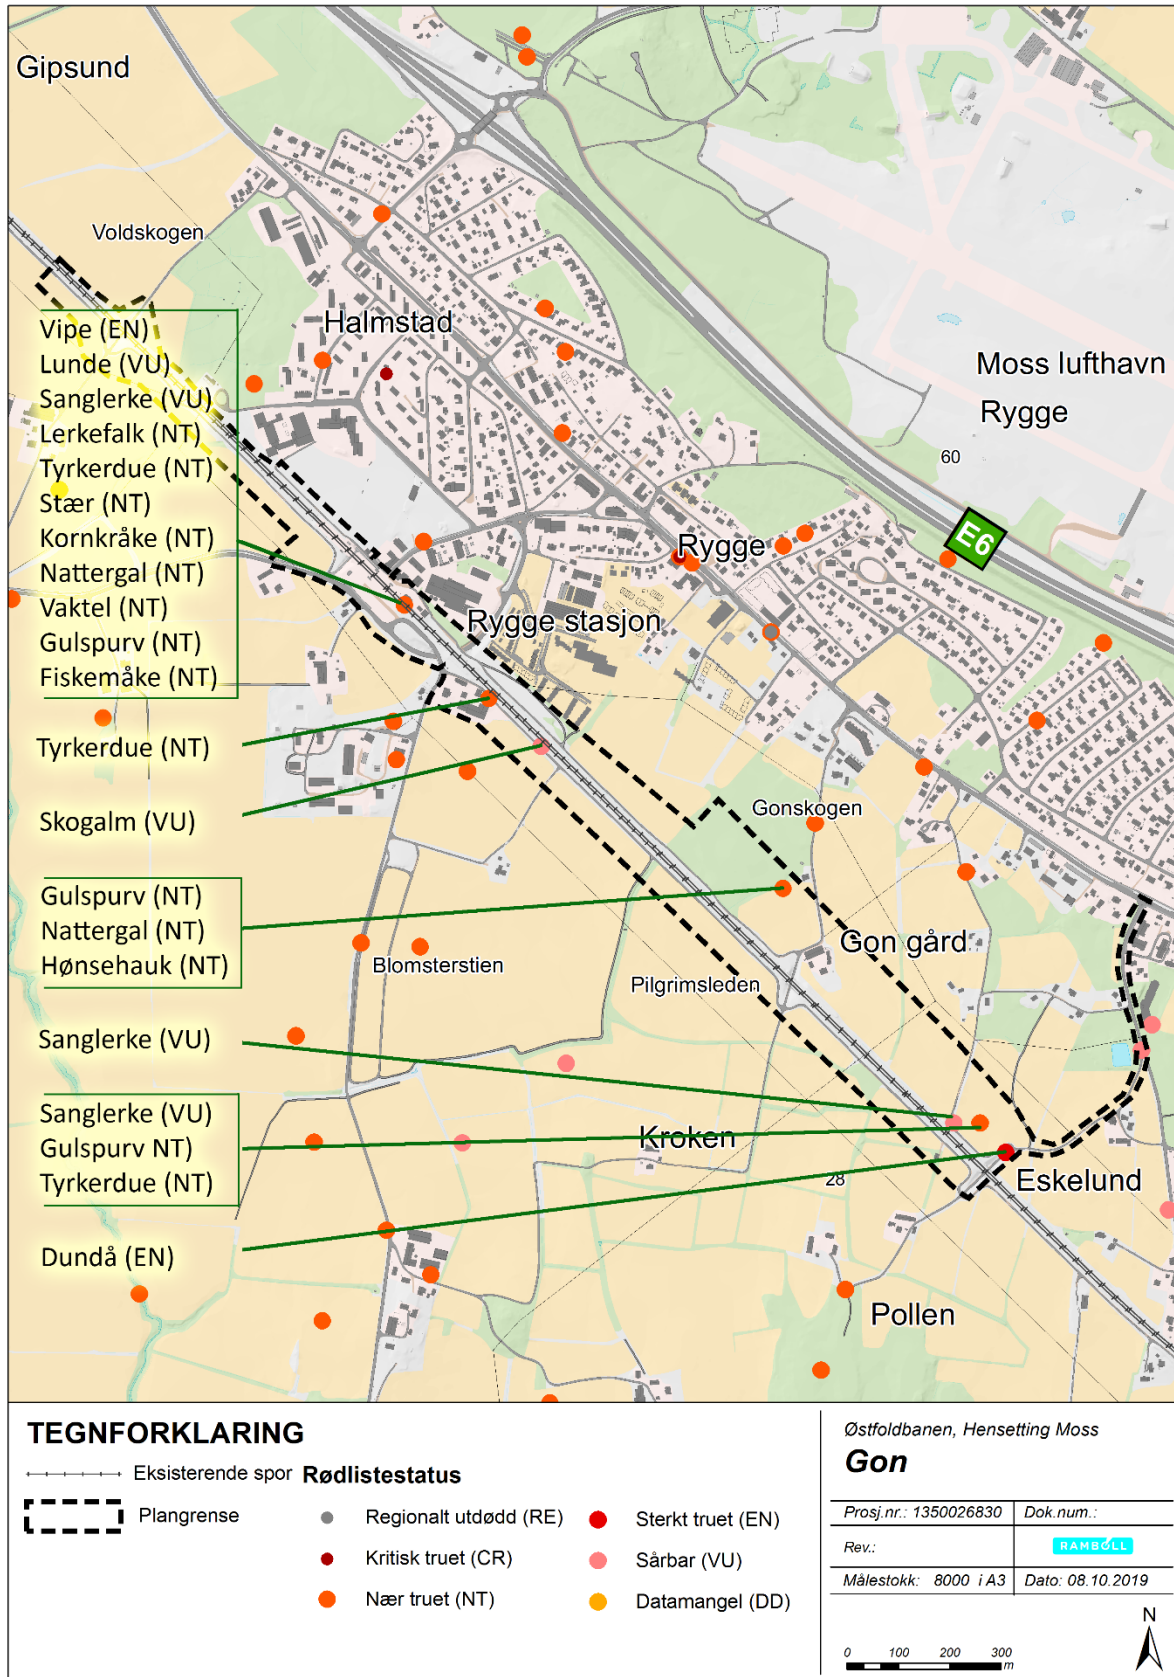 Gipsund
Voldskogen
Halmstad
Moss lufthavn
Rygge
60
E6
Rygge
Rygge stasjon
Vipe (EN)
Lunde (VU)
Sanglerke (VU)
Lerkefalk (NT)
Tyrkerdue (NT)
Stær (NT)
Kornkråke (NT)
Nattergal (NT)
Vaktel (NT)
Gulspurv (NT)
Fiskemåke (NT)
Tyrkerdue (NT)
Skogalm (VU)
Gonskogen
Gulspurv (NT)
Nattergal (NT)
Hønsehauk (NT)
Gon gård
Blomsterstien
Pilgrimsleden
Sanglerke (VU)
Sanglerke (VU)
Gulspurv NT)
Tyrkerdue (NT)
Kroken
28
Eskelund
Dundå (EN)
Pollen
TEGNFORKLARING
Eksisterende spor
Plangrense
Rødlistestatus
Regionalt utdødd (RE)
Kritisk truet (CR)
Nær truet (NT)
Sterkt truet (EN)
Sårbar (VU)
Datamangel (DD)
Østfoldbanen, Hensetting Moss
Gon
Prosj.nr.: 1350026830 Dok.num.:
Rev.: RAMBOLL
Målestokk: 8000 i A3 Dato: 08.10.2019
N
0 100 200 300
m